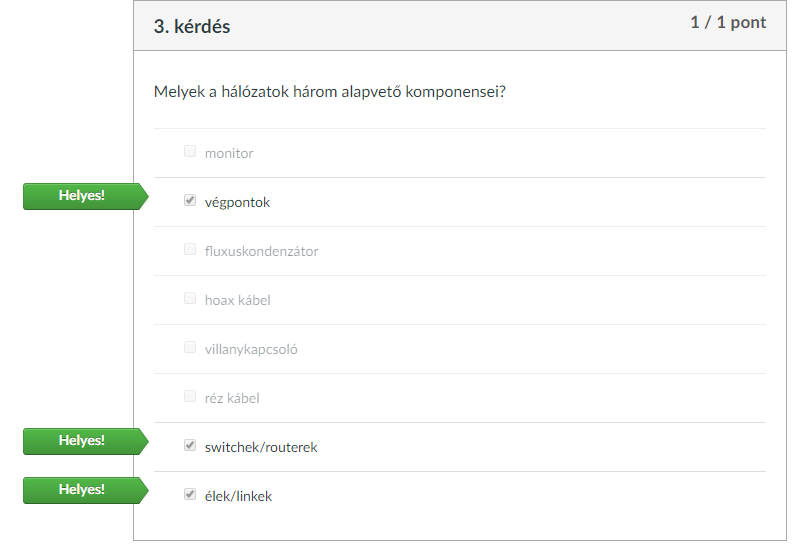 3. kérdés
1 / 1 pont
Melyek a hálózatok három alapvető komponensei?
monitor
Helyes!
végpontok
fluxuskondenzátor
hoax kábel
villanykapcsoló
réz kábel
Helyes!
switchek/routerek
Helyes!
élek/linkek